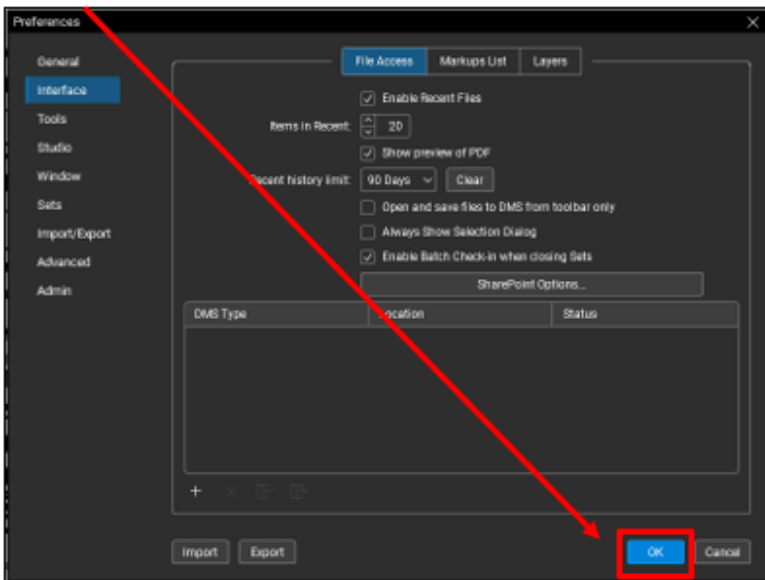 Preferences
General
Interface
Tools
Studio
Window
Sets
Import/Export
Advanced
Admin
File Access Markups List Layers
Enable Recent Files
Items in Recent: 20
Show preview of PDF
Recent history limit: 90 Days Clear
Open and save files to DMS from toolbar only
Always Show Selection Dialog
Enable Batch Check-in when closing Sets
SharePoint Options...
DMS Type Location Status
Import Export OK Cancel